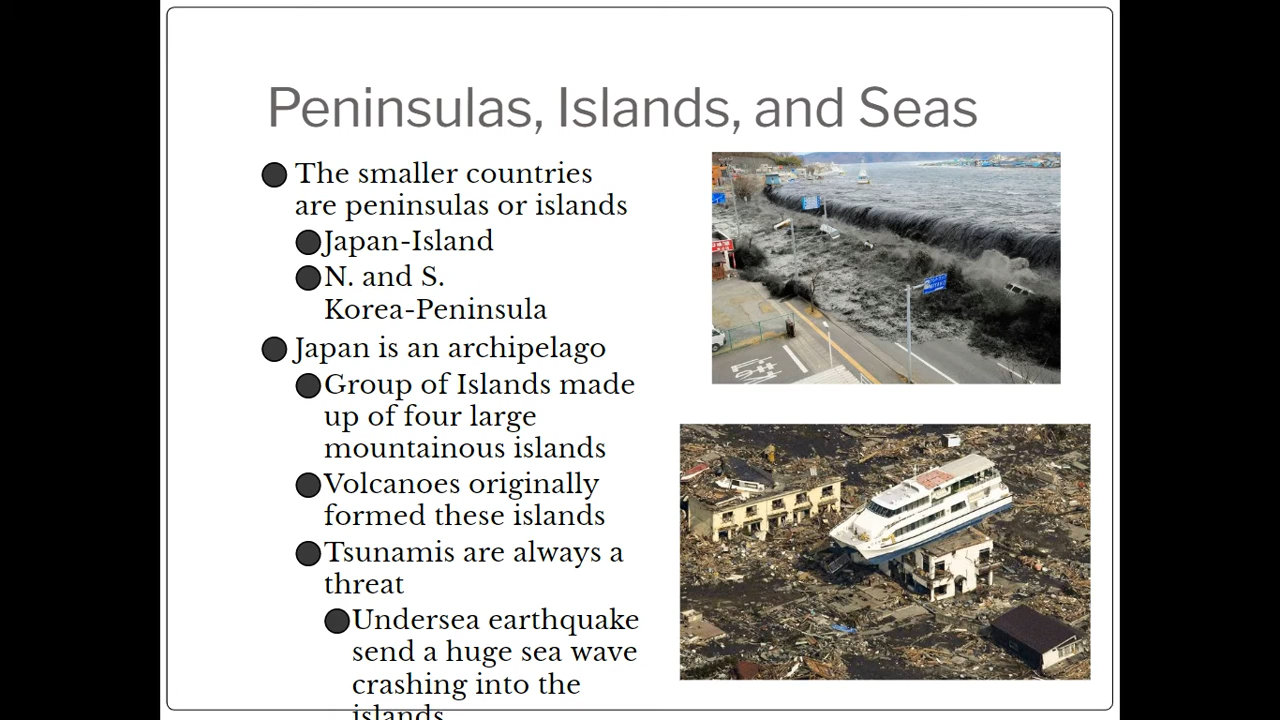 Peninsulas, Islands, and Seas
The smaller countries
are peninsulas or islands
Japan-Island
N. and S.
Korea-Peninsula
Japan is an archipelago
Group of Islands made
up of four large
mountainous islands
Volcanoes originally
formed these islands
Tsunamis are always a
threat
Undersea earthquake
send a huge sea wave
crashing into the
islands